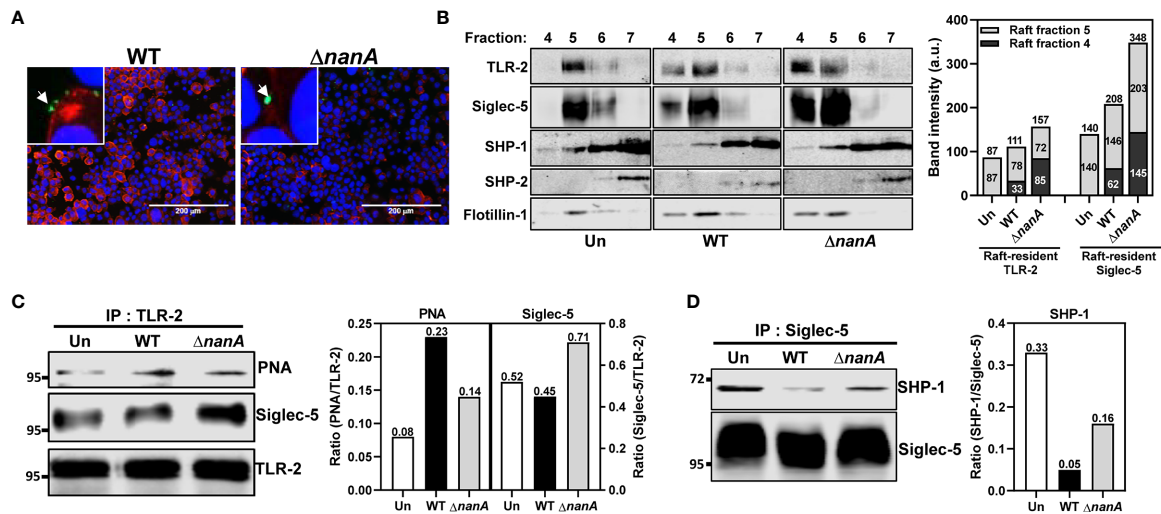 A
WT
ΔnanA
200 µm
200 µm
B
Fraction: 4 5 6 7 4 5 6 7 4 5 6 7
TLR-2
Siglec-5
SHP-1
SHP-2
Flotillin-1
Un WT ΔnanA
Band intensity (a.u.)
400
300
200
100
0
Raft fraction 5
Raft fraction 4
87
87
111
78
33
157
72
85
140
140
208
146
62
348
203
145
Un WT ΔnanA Un WT ΔnanA
Raft-resident TLR-2
Raft-resident Siglec-5
C
IP : TLR-2
Un WT ΔnanA
95 PNA
95 Siglec-5
95 TLR-2
PNA Siglec-5
Ratio (PNA/TLR-2)
0.25
0.20
0.15
0.10
0.05
0.00
0.08
0.23
0.14
0.52
0.45
0.71
0.8
0.6
0.4
0.2
0.0
Ratio (Siglec-5/TLR-2)
Un WT ΔnanA Un WT ΔnanA
D
IP : Siglec-5
Un WT ΔnanA
72 SHP-1
95 Siglec-5
SHP-1
Ratio (SHP-1/Siglec-5)
0.4
0.3
0.2
0.1
0.0
0.33
0.05
0.16
Un WT ΔnanA